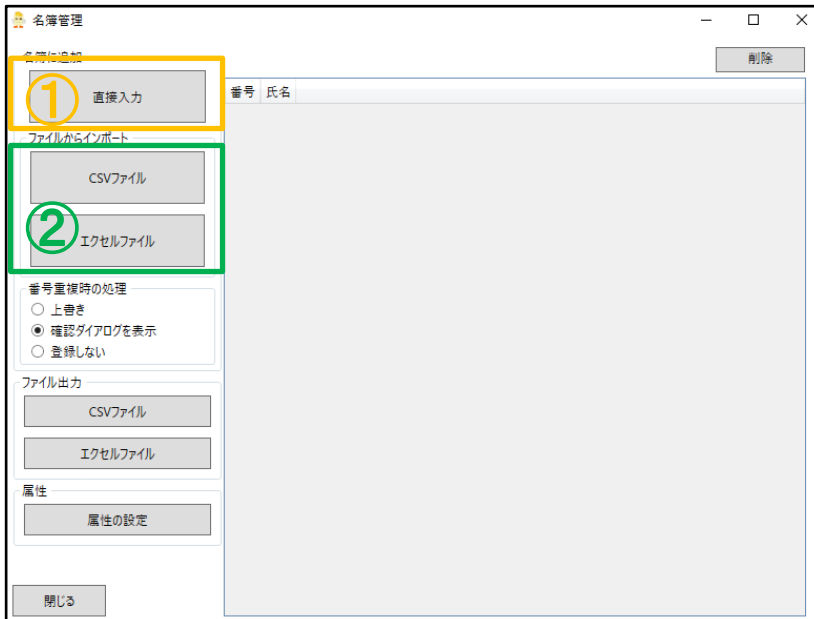 名簿管理
名簿に追加
削除
① 直接入力
番号 氏名
ファイルからインポート
CSVファイル
② エクセルファイル
番号重複時の処理
上書き
確認ダイアログを表示
登録しない
ファイル出力
CSVファイル
エクセルファイル
属性
属性の設定
閉じる